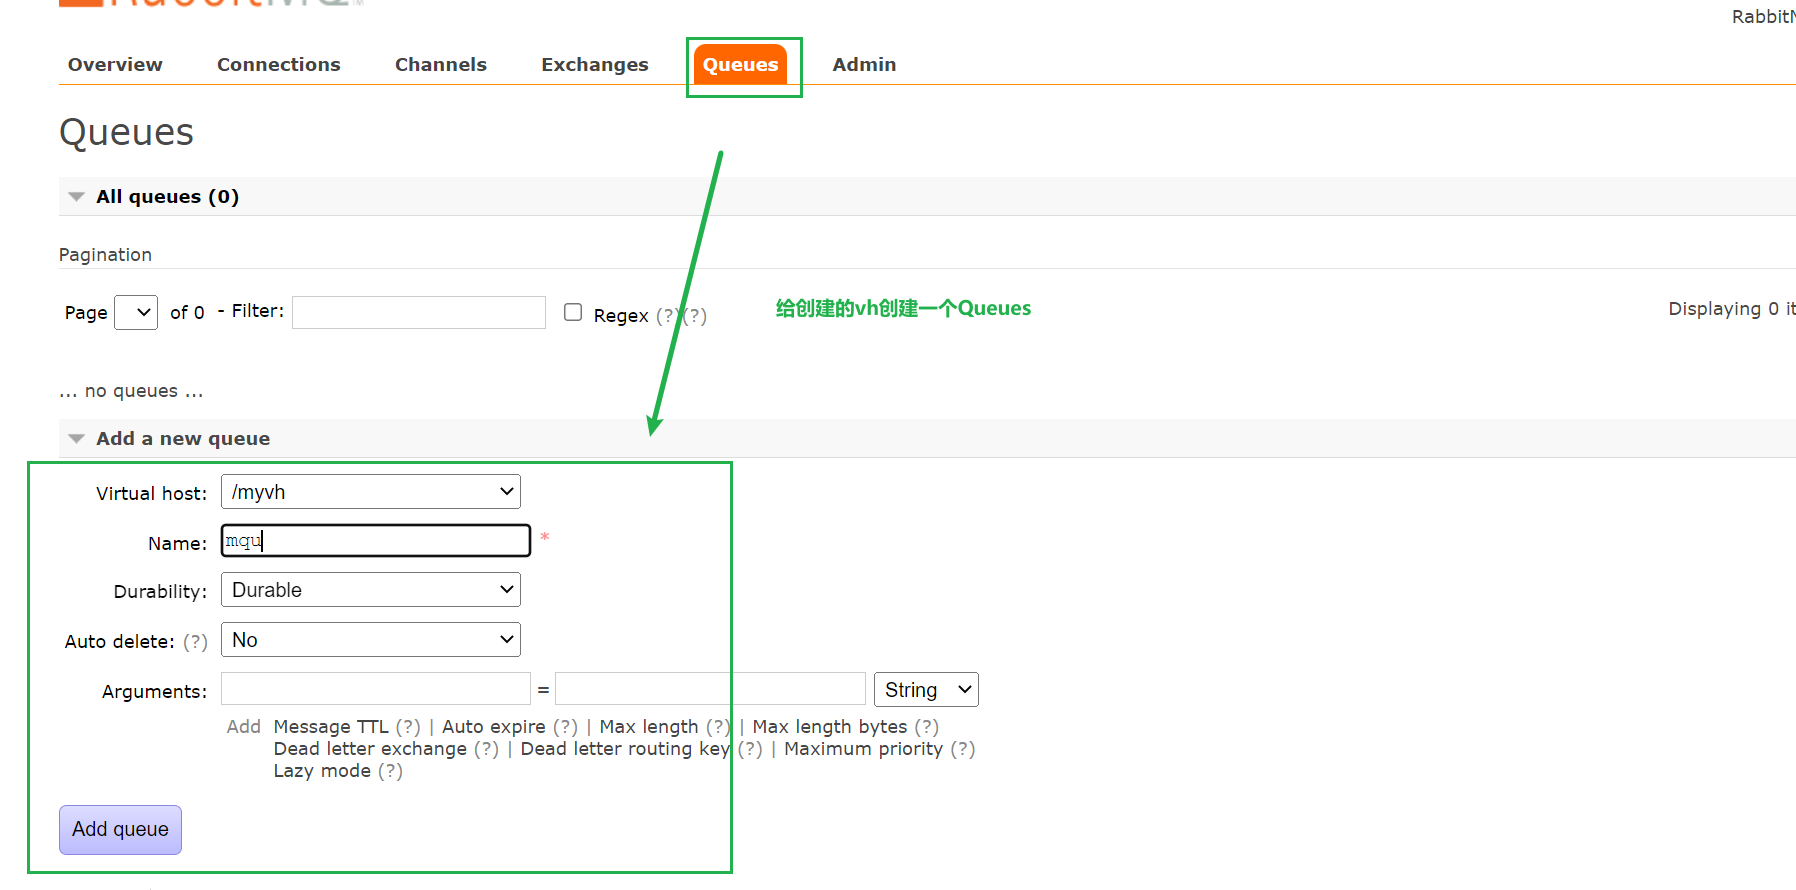 RabbitMQ TM
Overview Connections Channels Exchanges Queues Admin
Queues
All queues (0)
Pagination
Page of 0 - Filter: Regex (?)(?)
给创建的vh创建一个Queues
Displaying 0
... no queues ...
Add a new queue
Virtual host: /myvh
Name: mqu *
Durability: Durable
Auto delete: (?) No
Arguments: = String
Add Message TTL (?) | Auto expire (?) | Max length (?) | Max length bytes (?)
Dead letter exchange (?) | Dead letter routing key (?) | Maximum priority (?)
Lazy mode (?)
Add queue